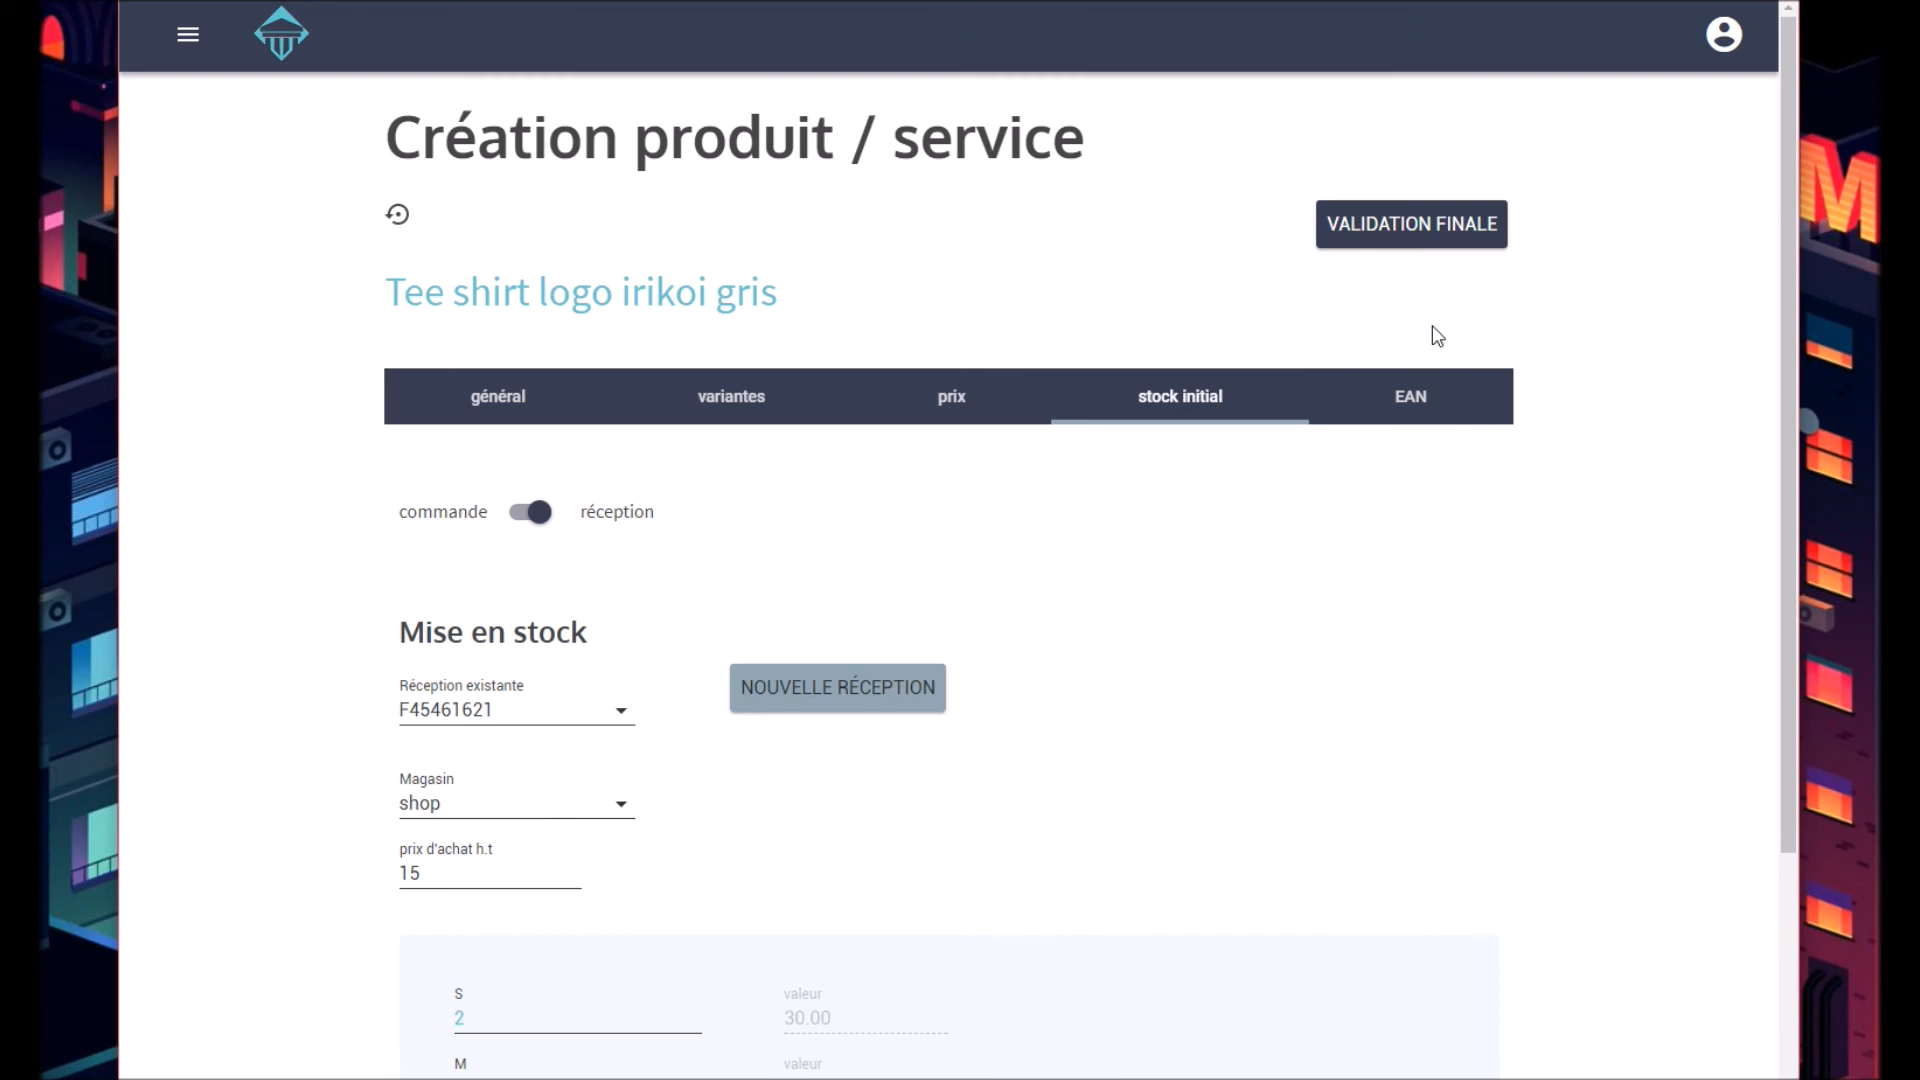 Création produit / service
VALIDATION FINALE
Tee shirt logo irikoi gris
général variantes prix stock initial EAN
commande réception
Mise en stock
Réception existante
F45461621
NOUVELLE RÉCEPTION
Magasin
shop
prix d'achat h.t
15
S valeur
2 30.00
M valeur
M